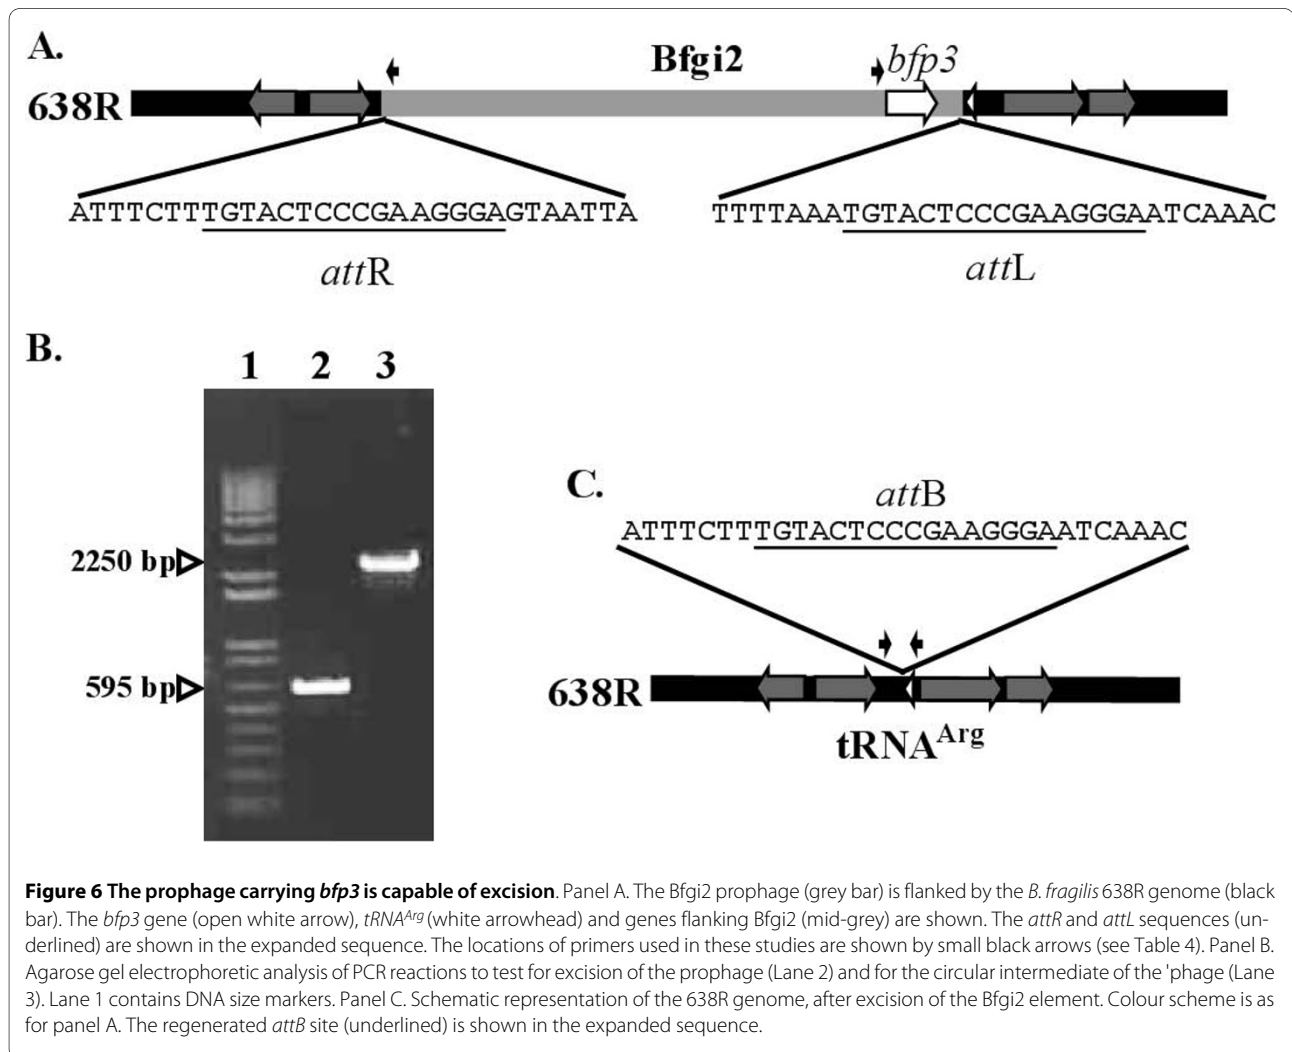 A.
Bfgi2
bfp3
638R
ATTTCTTTGTACTCCCGAAGGGAGTAATTA
TTTTAAATGTACTCCCGAAGGGAATCAAAC
attR
attL
B.
1 2 3
2250 bp
595 bp
C.
attB
ATTTCTTTGTACTCCCGAAGGGAATCAAAC
638R
tRNAArg
Figure 6 The prophage carrying bfp3 is capable of excision. Panel A. The Bfgi2 prophage (grey bar) is flanked by the B. fragilis 638R genome (black
bar). The bfp3 gene (open white arrow), tRNAArg (white arrowhead) and genes flanking Bfgi2 (mid-grey) are shown. The attR and attL sequences (un-
derlined) are shown in the expanded sequence. The locations of primers used in these studies are shown by small black arrows (see Table 4). Panel B.
Agarose gel electrophoretic analysis of PCR reactions to test for excision of the prophage (Lane 2) and for the circular intermediate of the 'phage (Lane
3). Lane 1 contains DNA size markers. Panel C. Schematic representation of the 638R genome, after excision of the Bfgi2 element. Colour scheme is as
for panel A. The regenerated attB site (underlined) is shown in the expanded sequence.